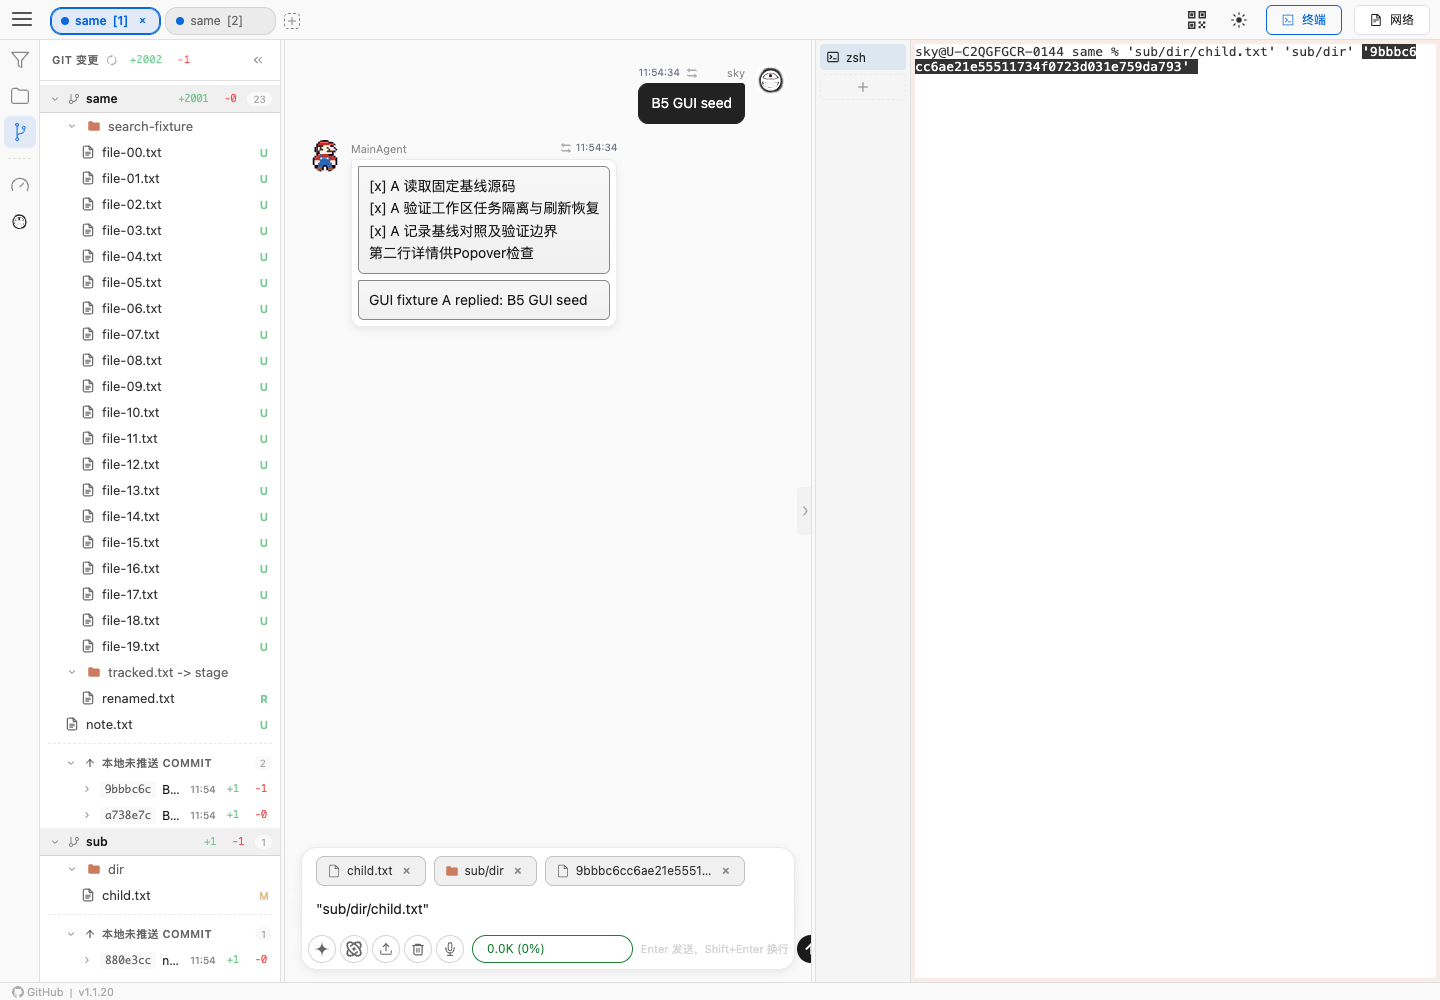 same [1] ×
same [2]
终端
网络
GIT 变更 +2002 -1
same +2001 -0 23
search-fixture
file-00.txt U
file-01.txt U
file-02.txt U
file-03.txt U
file-04.txt U
file-05.txt U
file-06.txt U
file-07.txt U
file-08.txt U
file-09.txt U
file-10.txt U
file-11.txt U
file-12.txt U
file-13.txt U
file-14.txt U
file-15.txt U
file-16.txt U
file-17.txt U
file-18.txt U
file-19.txt U
tracked.txt -> stage
renamed.txt R
note.txt U
本地未推送 COMMIT 2
9bbbc6c B... 11:54 +1 -1
a738e7c B... 11:54 +1 -0
sub +1 -1 1
dir
child.txt M
本地未推送 COMMIT 1
880e3cc n... 11:54 +1 -0
11:54:34 sky
B5 GUI seed
MainAgent 11:54:34
[x] A 读取固定基线源码
[x] A 验证工作区任务隔离与刷新恢复
[x] A 记录基线对照及验证边界
第二行详情供Popover检查
GUI fixture A replied: B5 GUI seed
child.txt ×
sub/dir ×
9bbbc6cc6ae21e5551... ×
"sub/dir/child.txt"
0.0K (0%)
Enter 发送, Shift+Enter 换行
zsh
sky@U-C2QGFGCR-0144 same % 'sub/dir/child.txt' 'sub/dir' '9bbbc6
cc6ae21e55511734f0723d031e759da793'
GitHub | v1.1.20